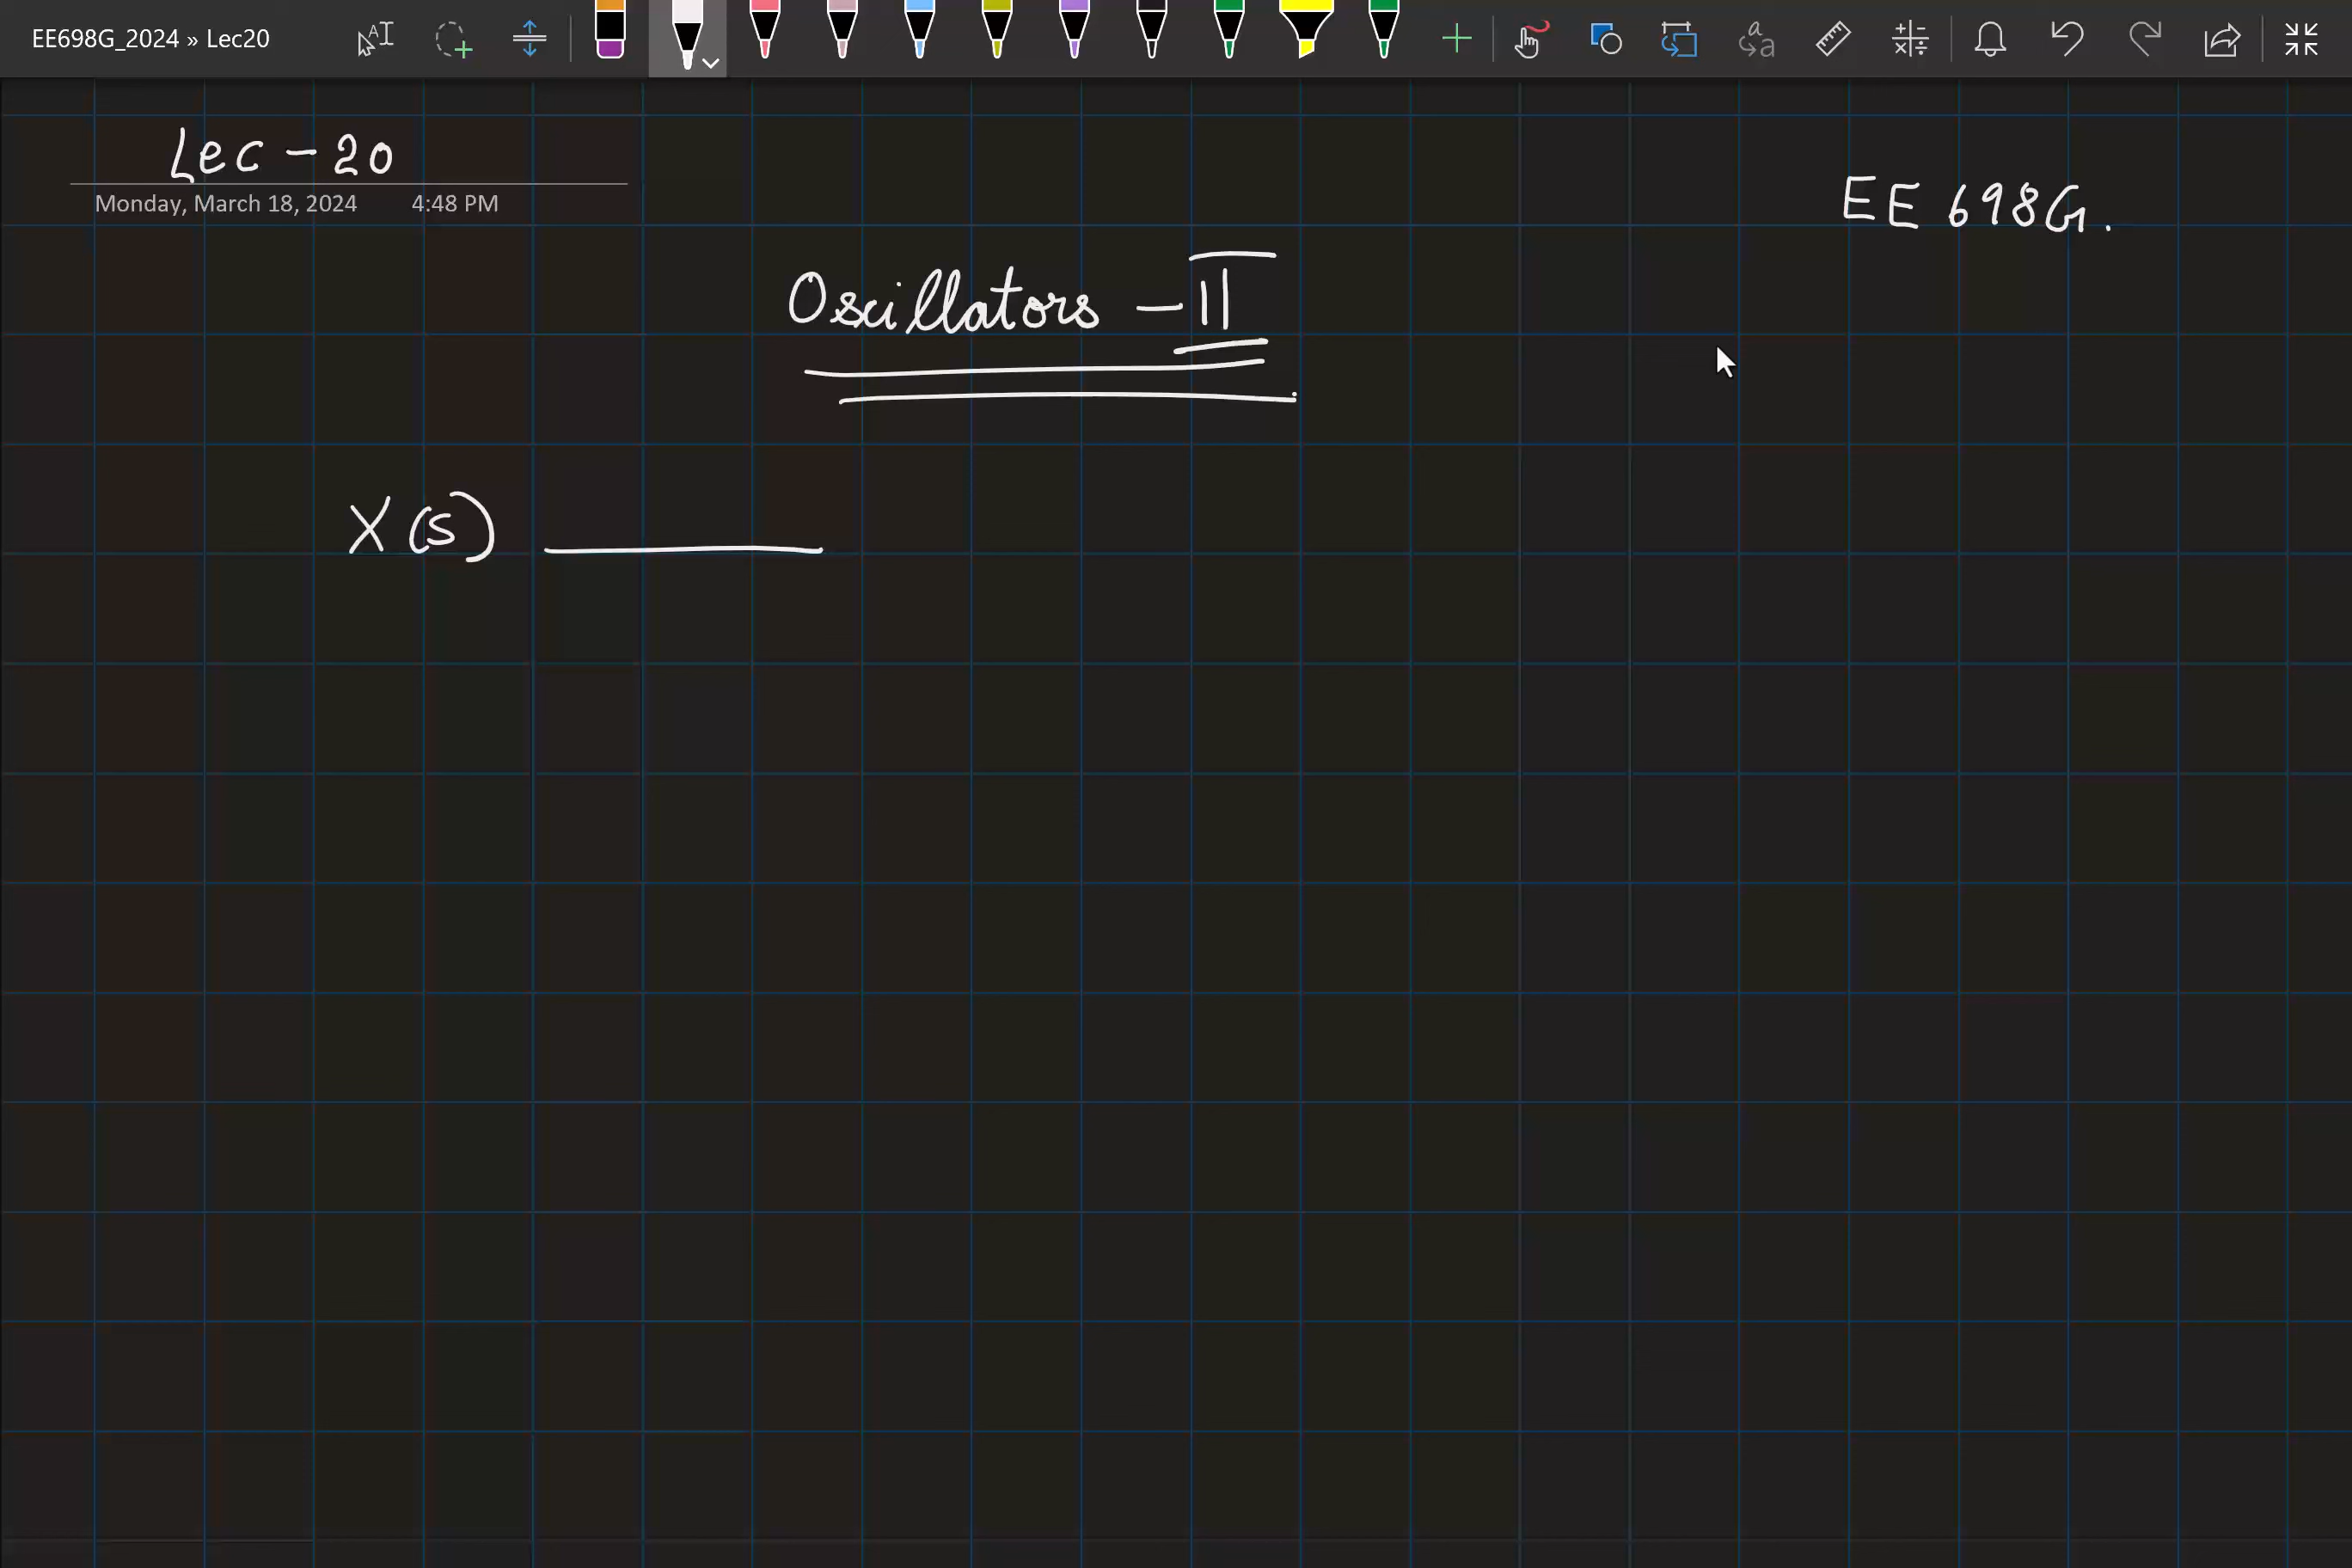 EE698G_2024 » Lec20
Lec - 20
Monday, March 18, 2024 4:48 PM
EE 698G.
Oscillators - II
X(s)